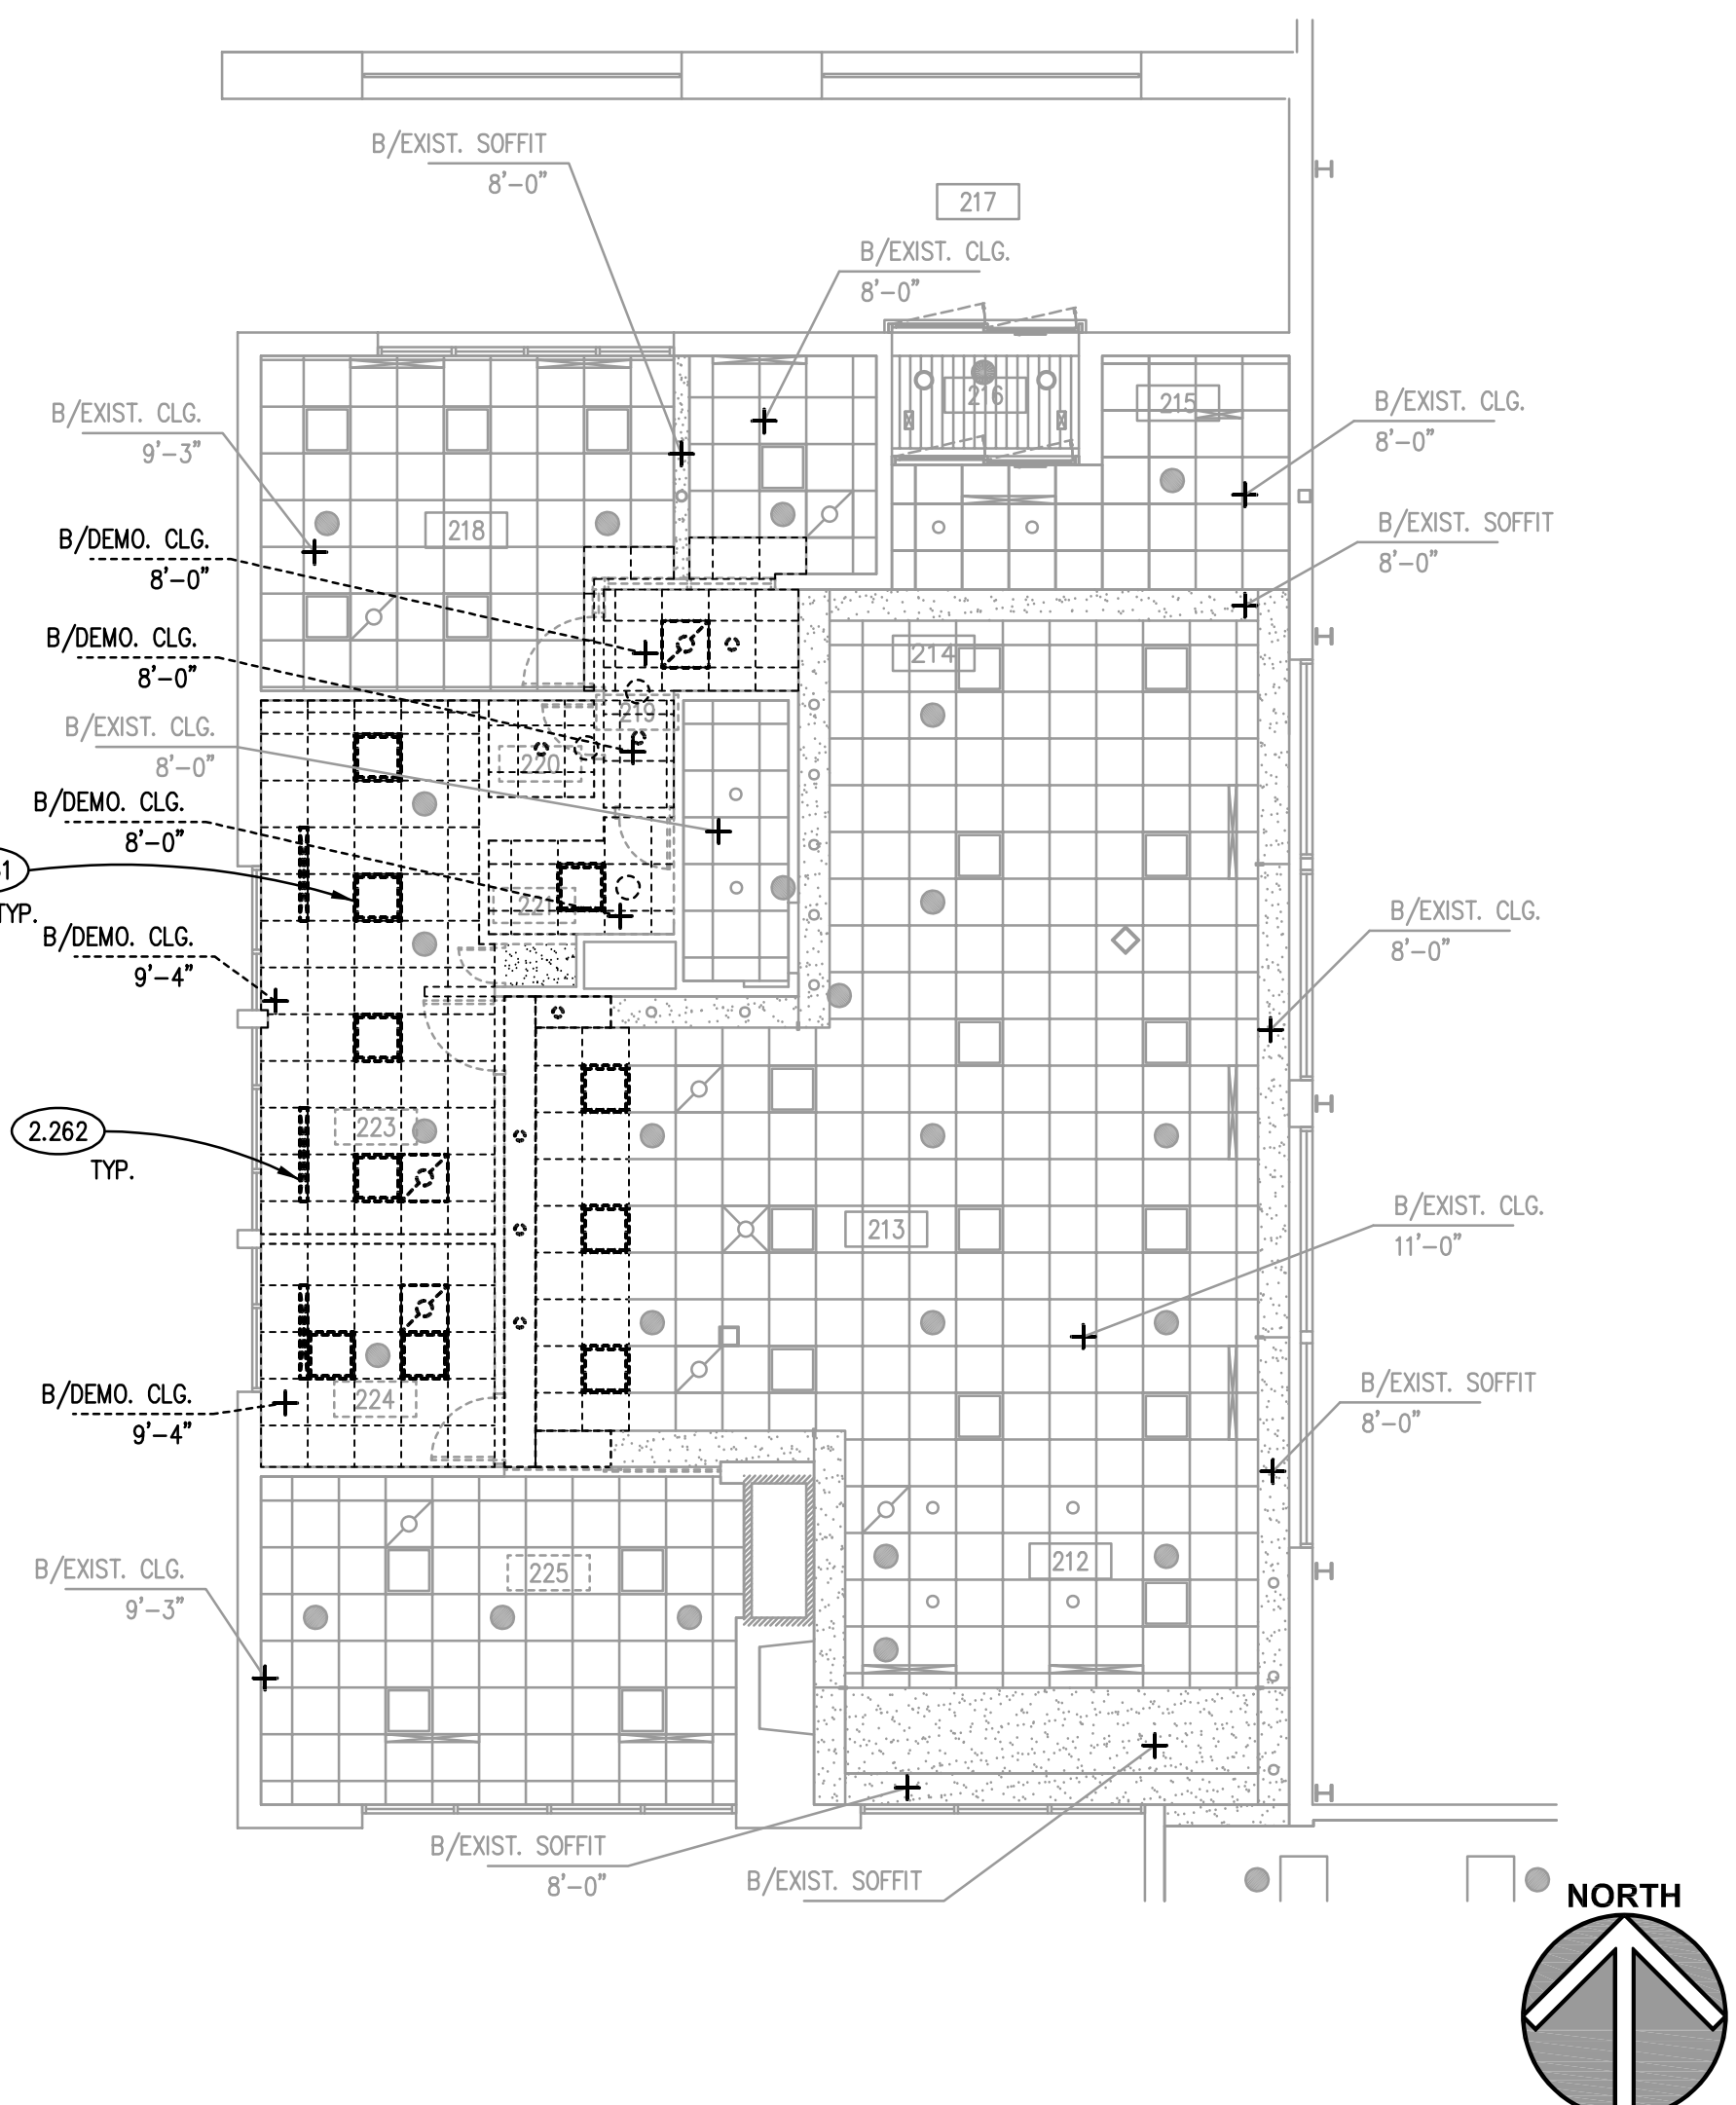 B/EXIST. SOFFIT
8'-0"
217
B/EXIST. CLG.
8'-0"
B/EXIST. CLG.
9'-3"
216
215
B/EXIST. CLG.
8'-0"
218
B/DEMO. CLG.
8'-0"
B/EXIST. SOFFIT
8'-0"
B/DEMO. CLG.
8'-0"
214
B/EXIST. CLG.
8'-0"
219
220
B/DEMO. CLG.
8'-0"
1
TYP.
221
B/EXIST. CLG.
8'-0"
B/DEMO. CLG.
9'-4"
2.262
TYP.
223
213
B/EXIST. CLG.
11'-0"
B/DEMO. CLG.
9'-4"
224
B/EXIST. SOFFIT
8'-0"
B/EXIST. CLG.
9'-3"
225
212
B/EXIST. SOFFIT
8'-0"
B/EXIST. SOFFIT
NORTH